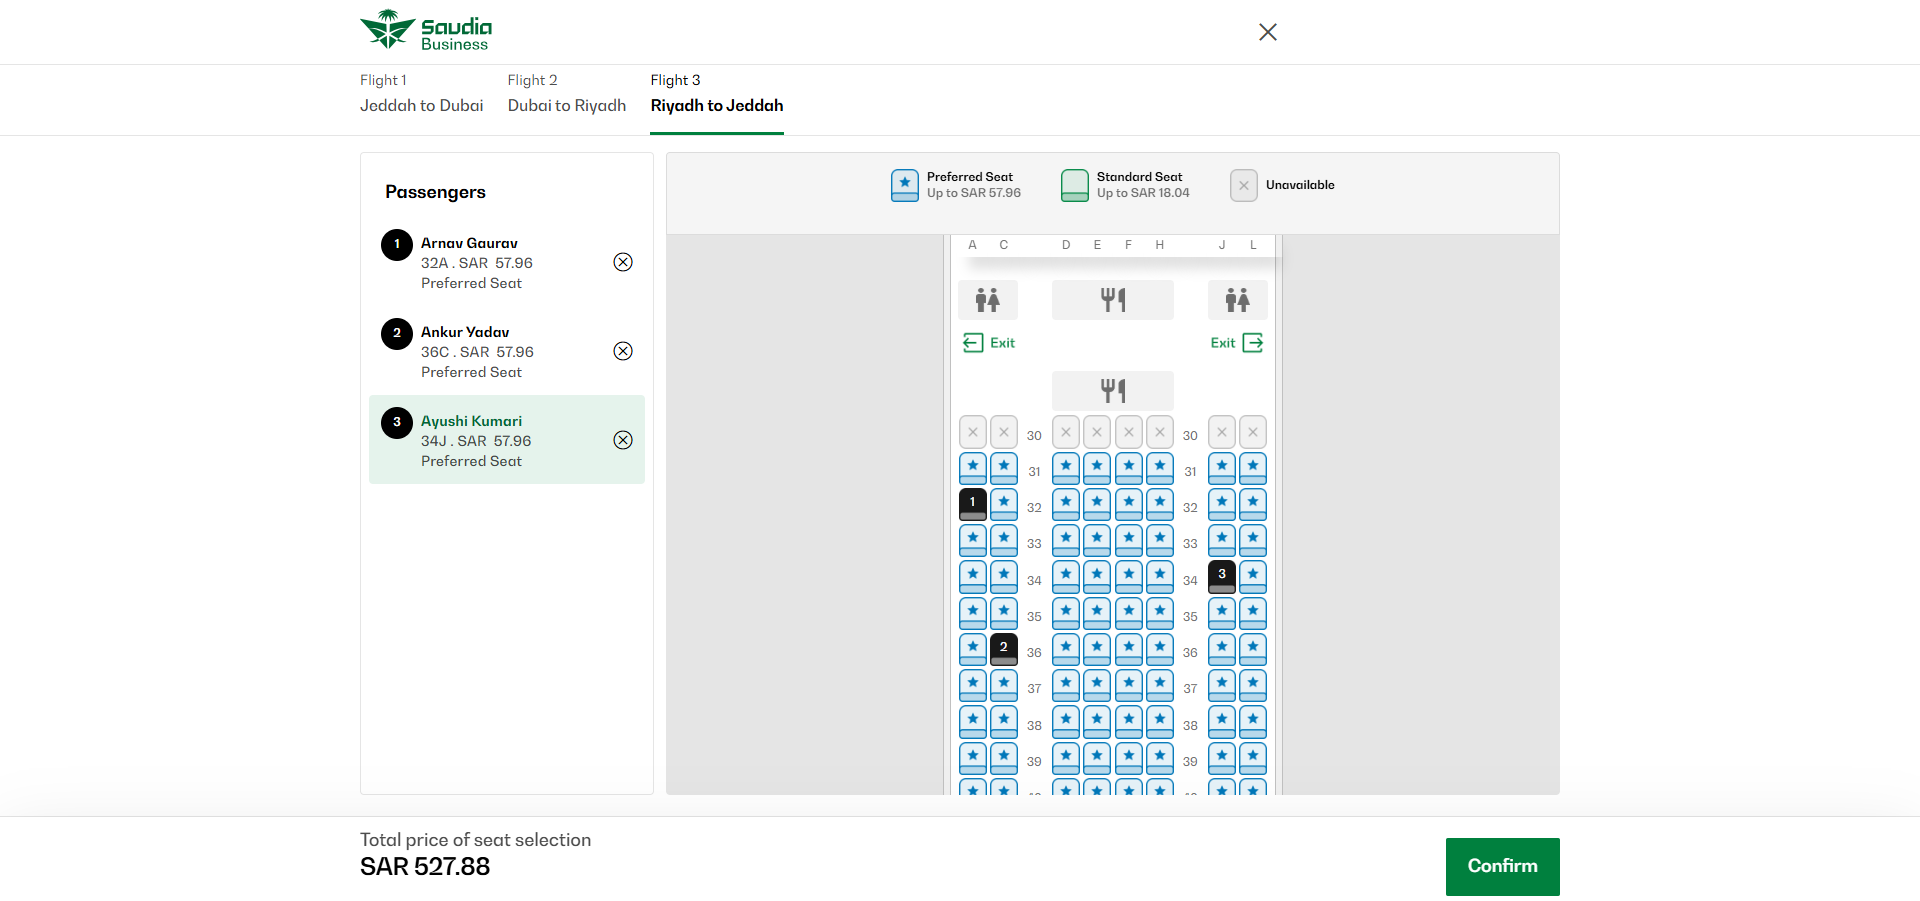 Saudia
Business
Flight 1
Jeddah to Dubai
Flight 2
Dubai to Riyadh
Flight 3
Riyadh to Jeddah
Passengers
1
Arnav Gaurav
32A . SAR 57.96
Preferred Seat
2
Ankur Yadav
36C . SAR 57.96
Preferred Seat
3
Ayushi Kumari
34J . SAR 57.96
Preferred Seat
Preferred Seat
Up to SAR 57.96
Standard Seat
Up to SAR 18.04
Unavailable
A C D E F H J L
Exit
Exit
30 30
31 31
1 32 32
33 33
34 3 34
35 35
2 36 36
37 37
38 38
39 39
Total price of seat selection
SAR 527.88
Confirm